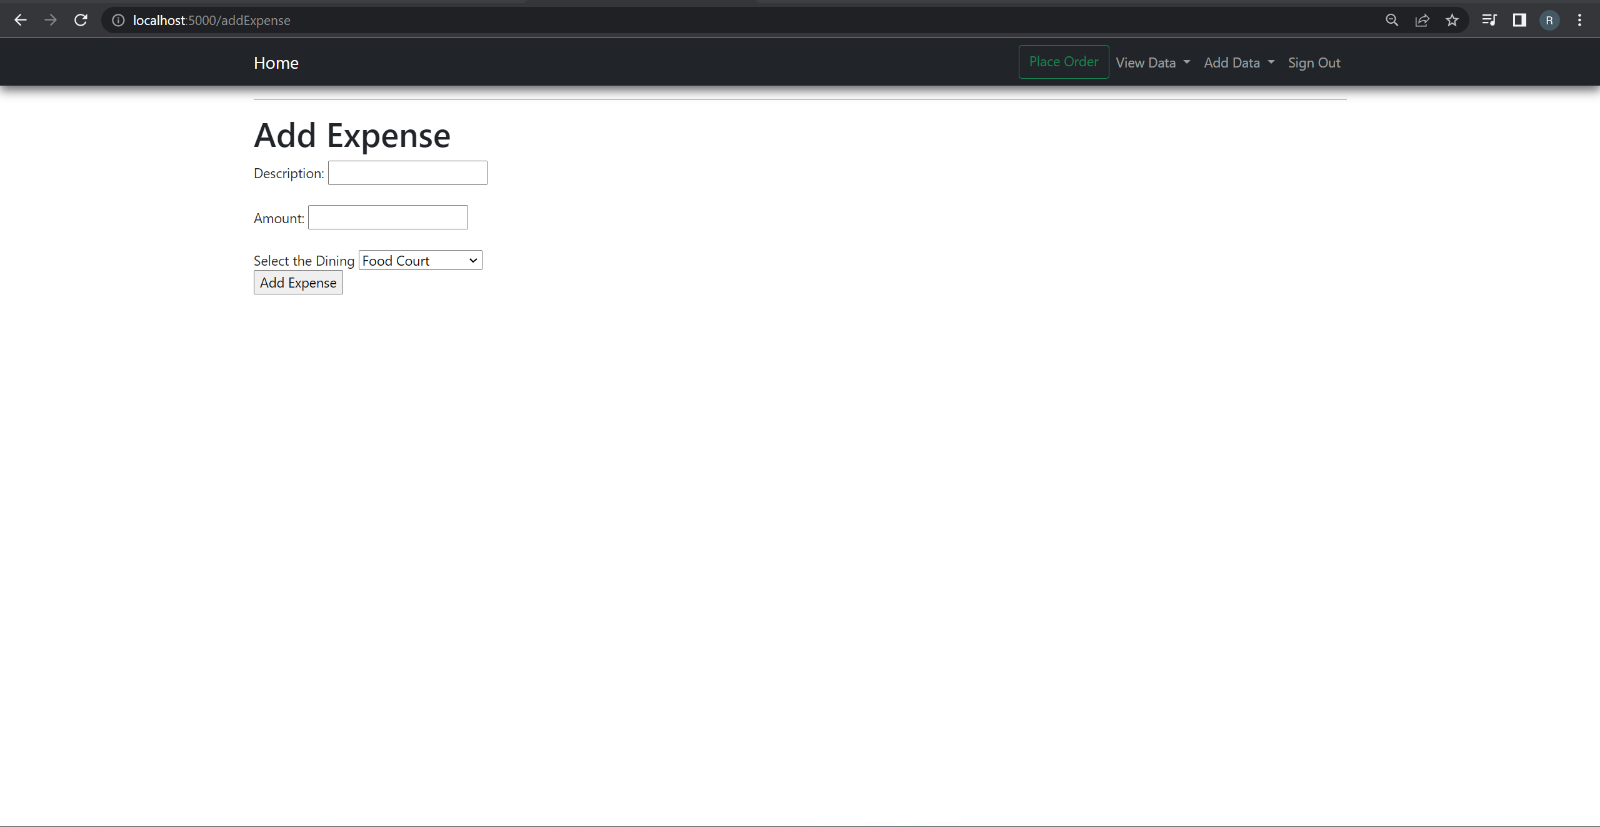 localhost:5000/addExpense
R
Home
Place Order View Data Add Data Sign Out
Add Expense
Description:
Amount:
Select the Dining Food Court
Add Expense